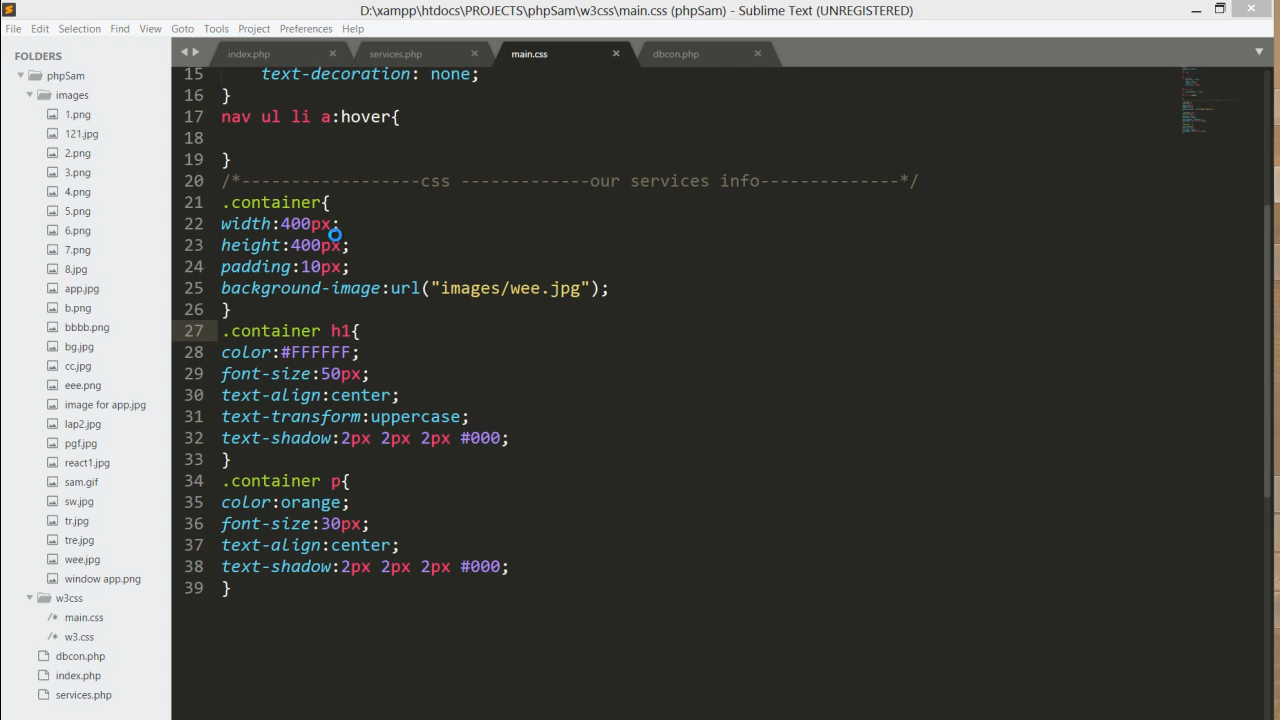 D:\xampp\htdocs\PROJECTS\phpSam\w3css\main.css (phpSam) - Sublime Text (UNREGISTERED)
File Edit Selection Find View Goto Tools Project Preferences Help
FOLDERS
phpSam
images
1.png
121.jpg
2.png
3.png
4.png
5.png
6.png
7.png
8.jpg
app.jpg
b.png
bbbb.png
bg.jpg
cc.jpg
eee.png
image for app.jpg
lap2.jpg
pgf.jpg
react1.jpg
sam.gif
sw.jpg
tr.jpg
tre.jpg
wee.jpg
window app.png
w3css
/* main.css
/* w3.css
dbcon.php
index.php
services.php
index.php services.php main.css dbcon.php
15 text-decoration: none;
16 }
17 nav ul li a:hover{
18
19 }
20 /*------------------css -------------our services info--------------*/
21 .container{
22 width:400px;
23 height:400px;
24 padding:10px;
25 background-image:url("images/wee.jpg");
26 }
27 .container h1{
28 color:#FFFFFF;
29 font-size:50px;
30 text-align:center;
31 text-transform:uppercase;
32 text-shadow:2px 2px 2px #000;
33 }
34 .container p{
35 color:orange;
36 font-size:30px;
37 text-align:center;
38 text-shadow:2px 2px 2px #000;
39 }